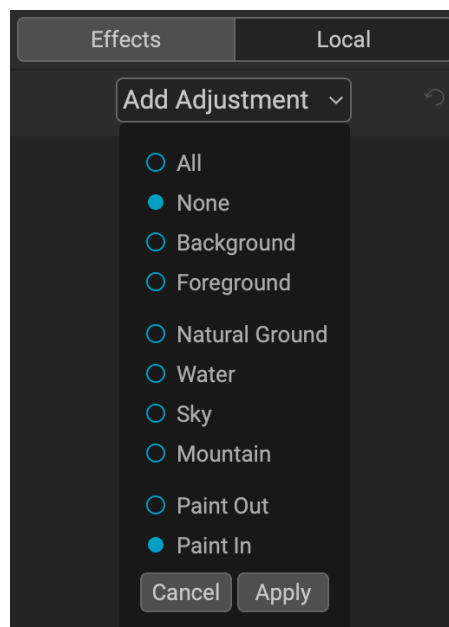 Effects Local
Add Adjustment
All
None
Background
Foreground
Natural Ground
Water
Sky
Mountain
Paint Out
Paint In
Cancel Apply